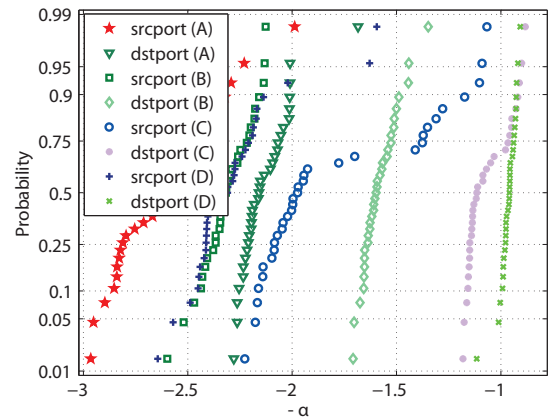 0.99
0.95
0.9
0.75
0.5
0.25
0.1
0.05
0.01
Probability
srcport (A)
dstport (A)
srcport (B)
dstport (B)
srcport (C)
dstport (C)
srcport (D)
dstport (D)
−3 −2.5 −2 −1.5 −1
- α